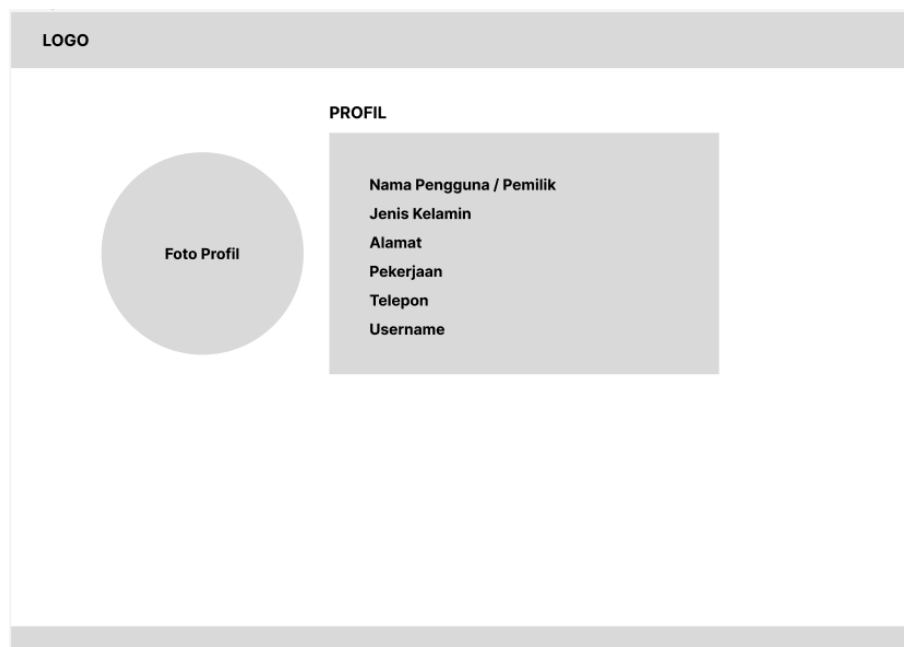 LOGO
PROFIL
Foto Profil
Nama Pengguna / Pemilik
Jenis Kelamin
Alamat
Pekerjaan
Telepon
Username